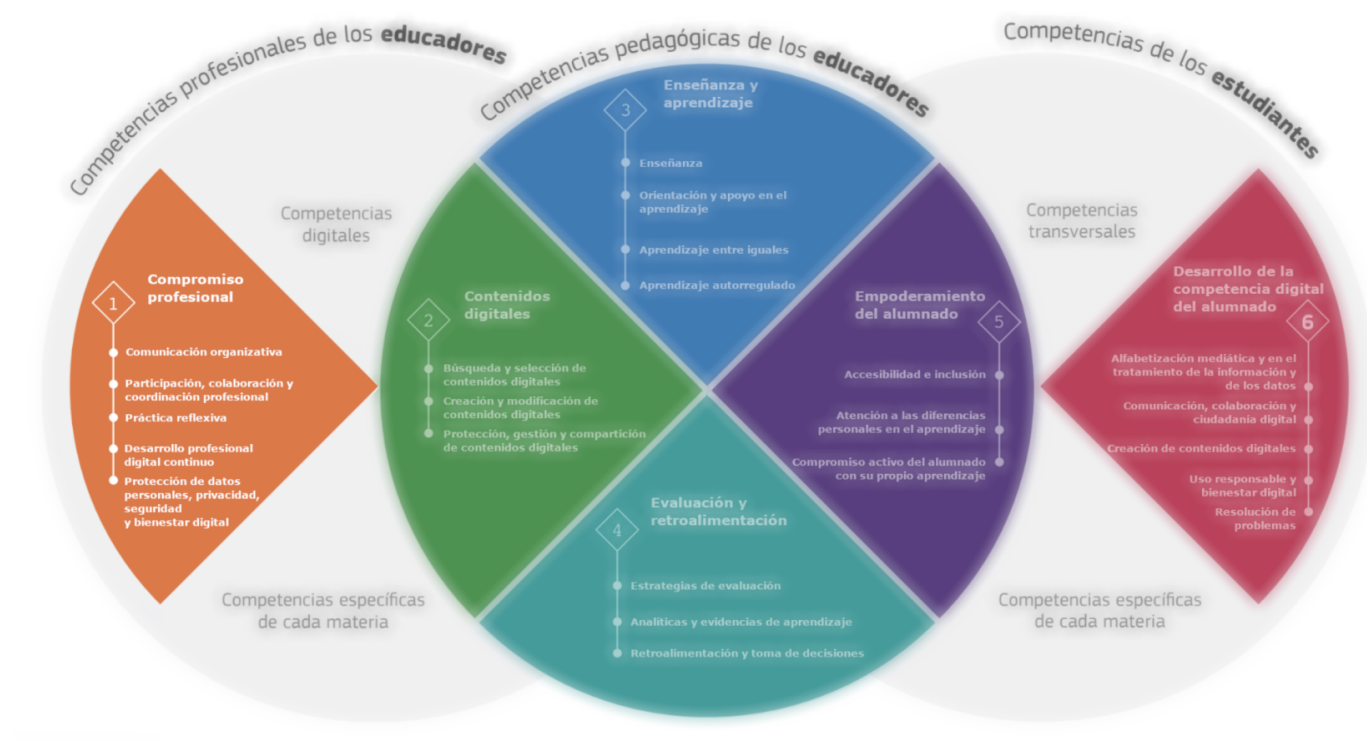 Competencias profesionales de los educadores
Competencias pedagógicas de los educadores
Competencias de los estudiantes
Competencias
digitales
Competencias
transversales
1
Compromiso
profesional
Comunicación organizativa
Participación, colaboración y
coordinación profesional
Práctica reflexiva
Desarrollo profesional
digital continuo
Protección de datos
personales, privacidad,
seguridad
y bienestar digital
2
Contenidos
digitales
Búsqueda y selección de
contenidos digitales
Creación y modificación de
contenidos digitales
Protección, gestión y compartición
de contenidos digitales
3
Enseñanza y
aprendizaje
Enseñanza
Orientación y apoyo en el
aprendizaje
Aprendizaje entre iguales
Aprendizaje autorregulado
4
Evaluación y
retroalimentación
Estrategias de evaluación
Analíticas y evidencias de aprendizaje
Retroalimentación y toma de decisiones
5
Empoderamiento
del alumnado
Accesibilidad e inclusión
Atención a las diferencias
personales en el aprendizaje
Compromiso activo del alumnado
con su propio aprendizaje
6
Desarrollo de la
competencia digital
del alumnado
Alfabetización mediática y en el
tratamiento de la información y
de los datos
Comunicación, colaboración y
ciudadanía digital
Creación de contenidos digitales
Uso responsable y
bienestar digital
Resolución de
problemas
Competencias específicas
de cada materia
Competencias específicas
de cada materia